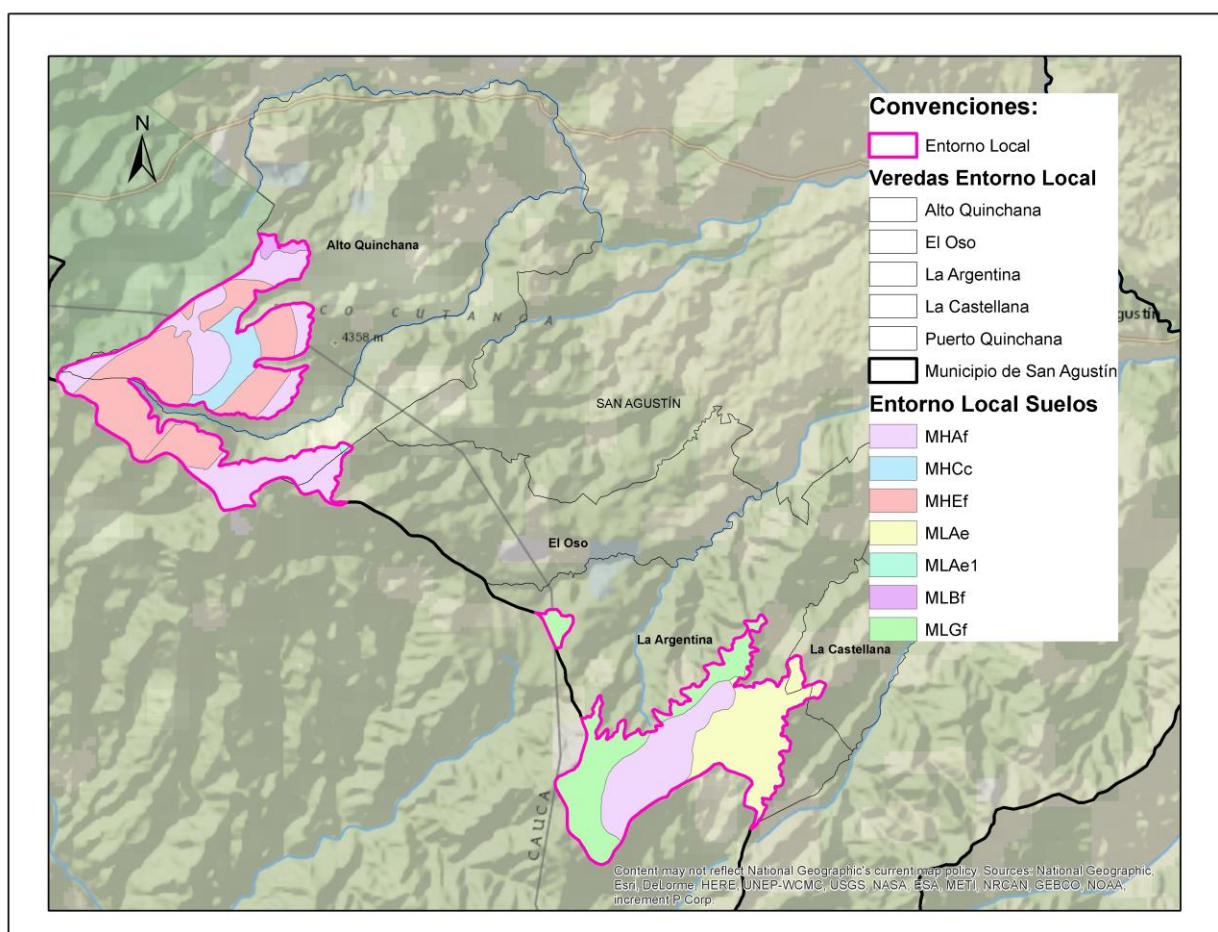 N
Alto Quinchana
CO CUTANGA
4358 m
SAN AGUSTÍN
El Oso
La Argentina
La Castellana
CAUCA
Convenciones:
Entorno Local
Veredas Entorno Local
Alto Quinchana
El Oso
La Argentina
La Castellana
Puerto Quinchana
Municipio de San Agustín
Entorno Local Suelos
MHAf
MHCc
MHEf
MLAe
MLAe1
MLBf
MLGf
gustín
Content may not reflect National Geographic's current map policy. Sources: National Geographic,
Esri, DeLorme, HERE, UNEP-WCMC, USGS, NASA, ESA, METI, NRCAN, GEBCO, NOAA,
increment P Corp.